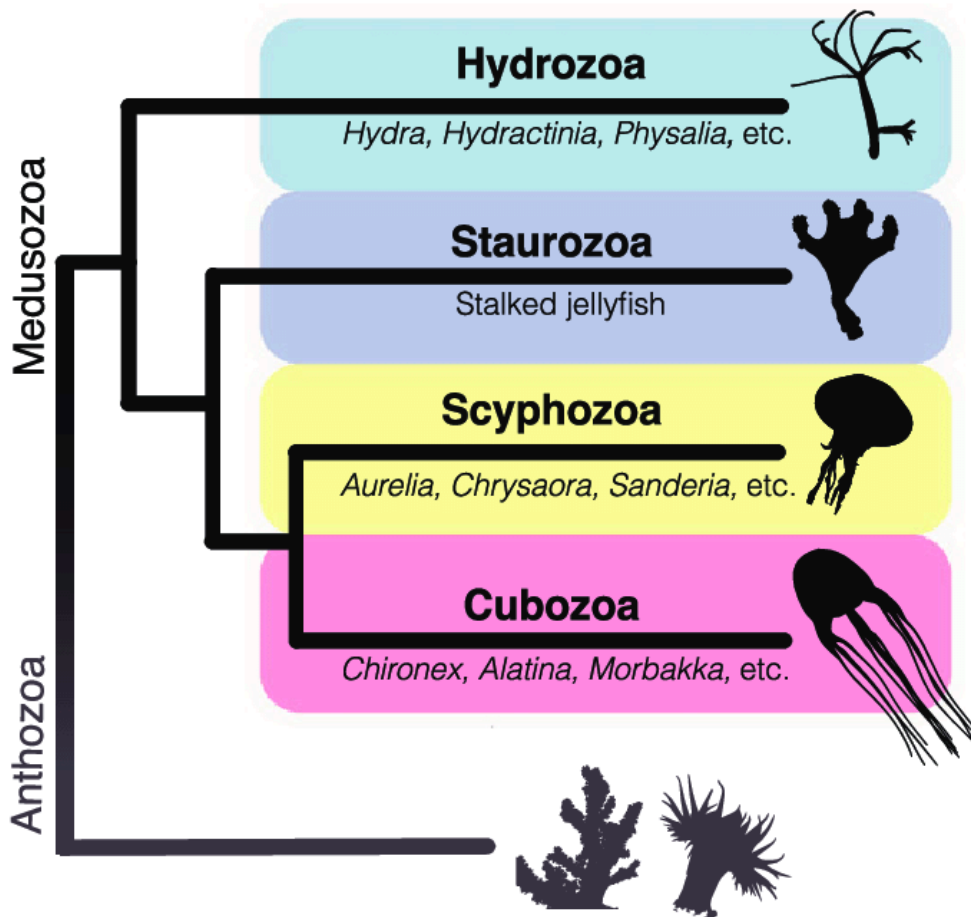 Hydrozoa
Hydra, Hydractinia, Physalia, etc.
Medusozoa
Staurozoa
Stalked jellyfish
Scyphozoa
Aurelia, Chrysaora, Sanderia, etc.
Cubozoa
Chironex, Alatina, Morbakka, etc.
Anthozoa